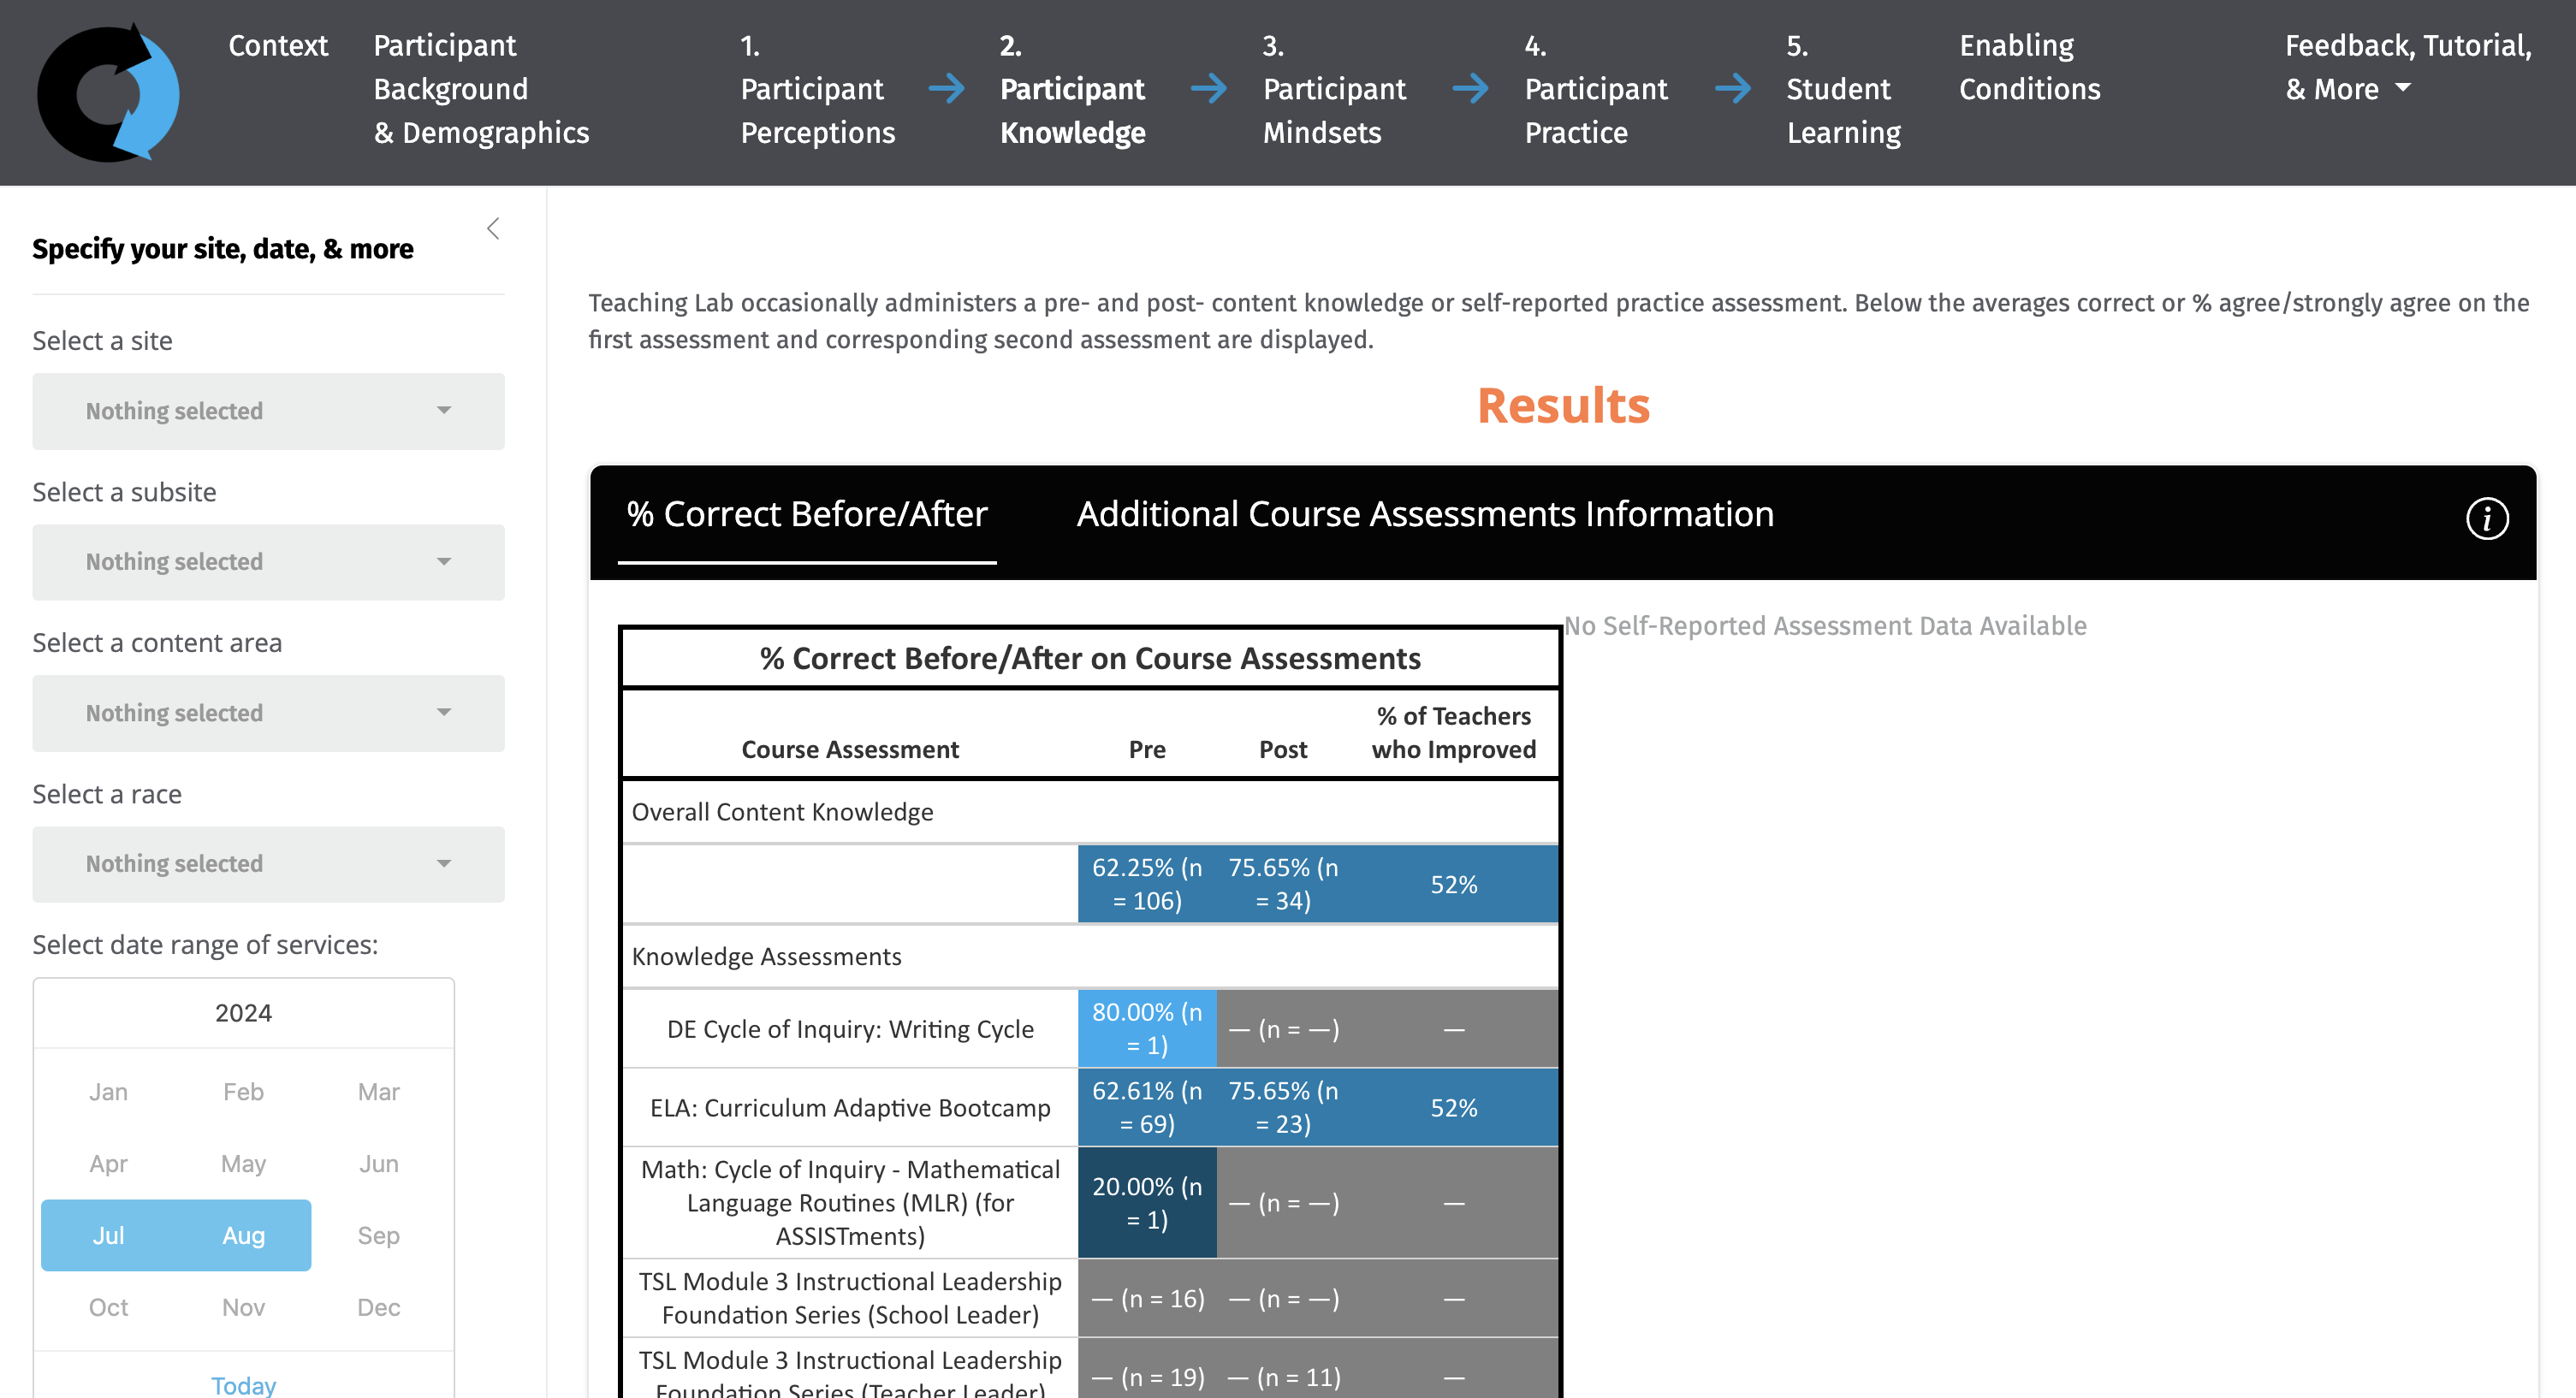 Context
Participant
Background
& Demographics
1.
Participant
Perceptions
2.
Participant
Knowledge
3.
Participant
Mindsets
4.
Participant
Practice
5.
Student
Learning
Enabling
Conditions
Feedback, Tutorial,
& More
Specify your site, date, & more
Select a site
Nothing selected
Select a subsite
Nothing selected
Select a content area
Nothing selected
Select a race
Nothing selected
Select date range of services:
2024
Jan Feb Mar
Apr May Jun
Jul Aug Sep
Oct Nov Dec
Today
Teaching Lab occasionally administers a pre- and post- content knowledge or self-reported practice assessment. Below the averages correct or % agree/strongly agree on the
first assessment and corresponding second assessment are displayed.
Results
% Correct Before/After Additional Course Assessments Information
i
No Self-Reported Assessment Data Available
% Correct Before/After on Course Assessments
Course Assessment Pre Post % of Teachers
who Improved
Overall Content Knowledge
62.25% (n
= 106)
75.65% (n
= 34)
52%
Knowledge Assessments
DE Cycle of Inquiry: Writing Cycle
80.00% (n
= 1)
— (n = —)
—
ELA: Curriculum Adaptive Bootcamp
62.61% (n
= 69)
75.65% (n
= 23)
52%
Math: Cycle of Inquiry - Mathematical
Language Routines (MLR) (for
ASSISTments)
20.00% (n
= 1)
— (n = —)
—
TSL Module 3 Instructional Leadership
Foundation Series (School Leader)
— (n = 16)
— (n = —)
—
TSL Module 3 Instructional Leadership
Foundation Series (Teacher Leader)
— (n = 19)
— (n = 11)
—